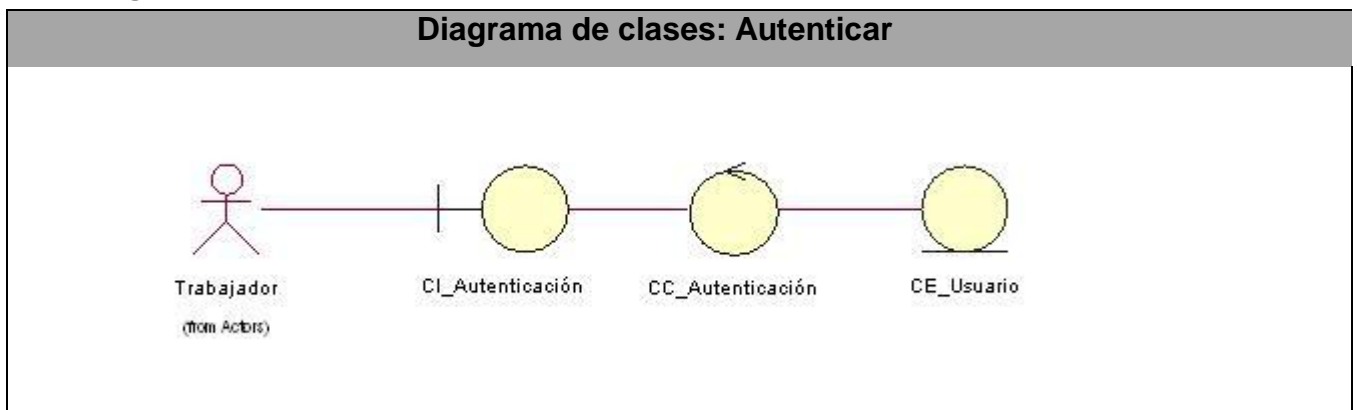 Diagrama de clases: Autenticar
Trabajador CI_Autenticación CC_Autenticación CE_Usuario
(from Actors)